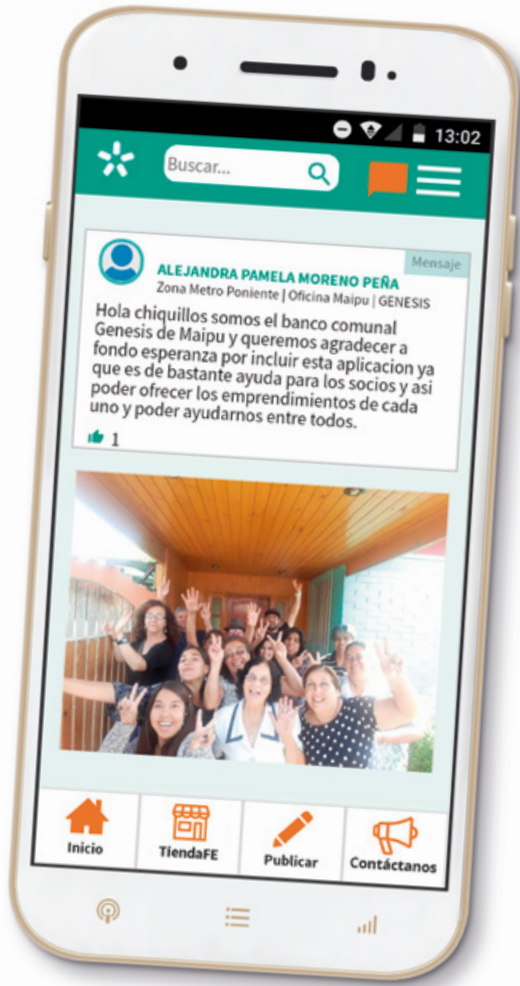 13:02
Buscar...
Mensaje
ALEJANDRA PAMELA MORENO PEÑA
Zona Metro Poniente | Oficina Maipu | GENESIS
Hola chiquillos somos el banco comunal
Genesis de Maipu y queremos agradecer a
fondo esperanza por incluir esta aplicacion ya
que es de bastante ayuda para los socios y asi
poder ofrecer los emprendimientos de cada
uno y poder ayudarnos entre todos.
1
Inicio
TiendaFE
Publicar
Contáctanos